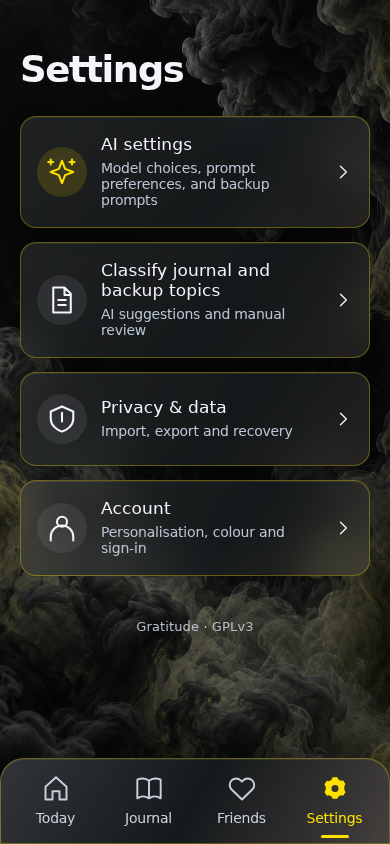 Settings
AI settings
Model choices, prompt
preferences, and backup
prompts
Classify journal and
backup topics
AI suggestions and manual
review
Privacy & data
Import, export and recovery
Account
Personalisation, colour and
sign-in
Gratitude · GPLv3
Today
Journal
Friends
Settings